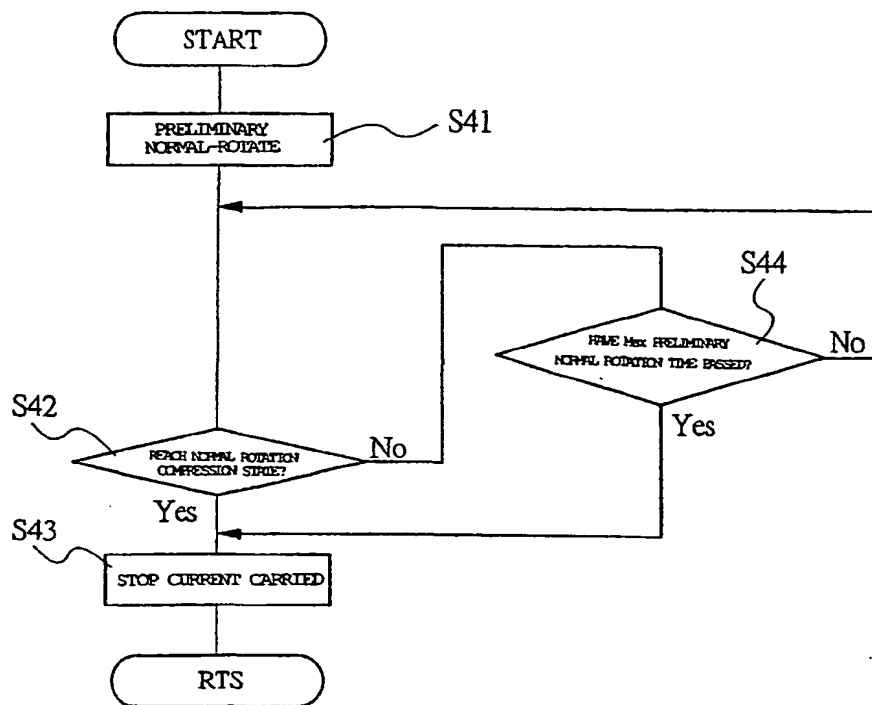 START
PRELIMINARY
NORMAL-ROTATE
S41
S44
HAVE Max PRELIMINARY
NORMAL ROTATION TIME PASSED?
No
Yes
S42
REACH NORMAL ROTATION
COMPRESSION STATE?
No
Yes
S43
STOP CURRENT CARRIED
RTS